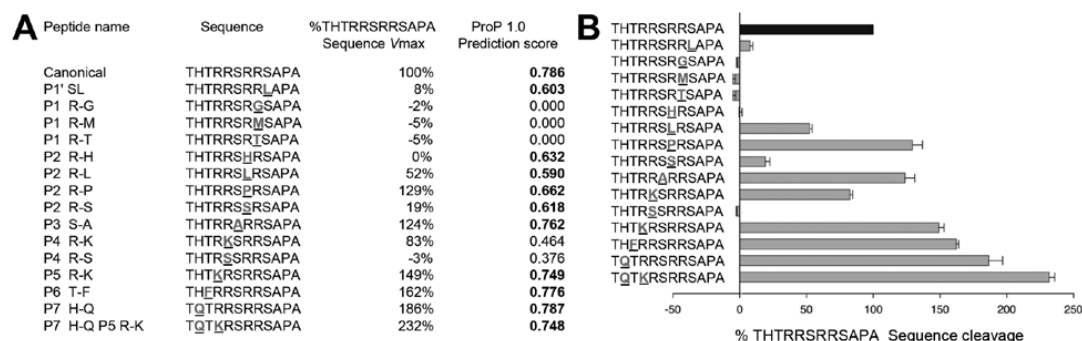 A
Peptide name Sequence %THTRRSRRSAPA ProP 1.0
Sequence Vmax Prediction score
Canonical THTRRSRRSAPA 100% 0.786
P1' SL THTRRSRRLAPA 8% 0.603
P1 R-G THTRRSRGSAPA -2% 0.000
P1 R-M THTRRSRMSAPA -5% 0.000
P1 R-T THTRRSRTSAPA -5% 0.000
P2 R-H THTRRSHRSAPA 0% 0.632
P2 R-L THTRRSLRSAPA 52% 0.590
P2 R-P THTRRSPRSAPA 129% 0.662
P2 R-S THTRRSSRSAPA 19% 0.618
P3 S-A THTRRARRSAPA 124% 0.762
P4 R-K THTRKSRRSAPA 83% 0.464
P4 R-S THTRSSRRSAPA -3% 0.376
P5 R-K THTKRSRRSAPA 149% 0.749
P6 T-F THFRRSRRSAPA 162% 0.776
P7 H-Q TQTRRSRRSAPA 186% 0.787
P7 H-Q P5 R-K TQTKRSRRSAPA 232% 0.748
B
THTRRSRRSAPA
THTRRSRRLAPA
THTRRSRGSAPA
THTRRSRMSAPA
THTRRSRTSAPA
THTRRSHRSAPA
THTRRSLRSAPA
THTRRSPRSAPA
THTRRSSRSAPA
THTRRARRSAPA
THTRKSRRSAPA
THTRSSRRSAPA
THTKRSRRSAPA
THFRRSRRSAPA
TQTRRSRRSAPA
TQTKRSRRSAPA
-50 0 50 100 150 200 250
% THTRRSRRSAPA Sequence cleavage